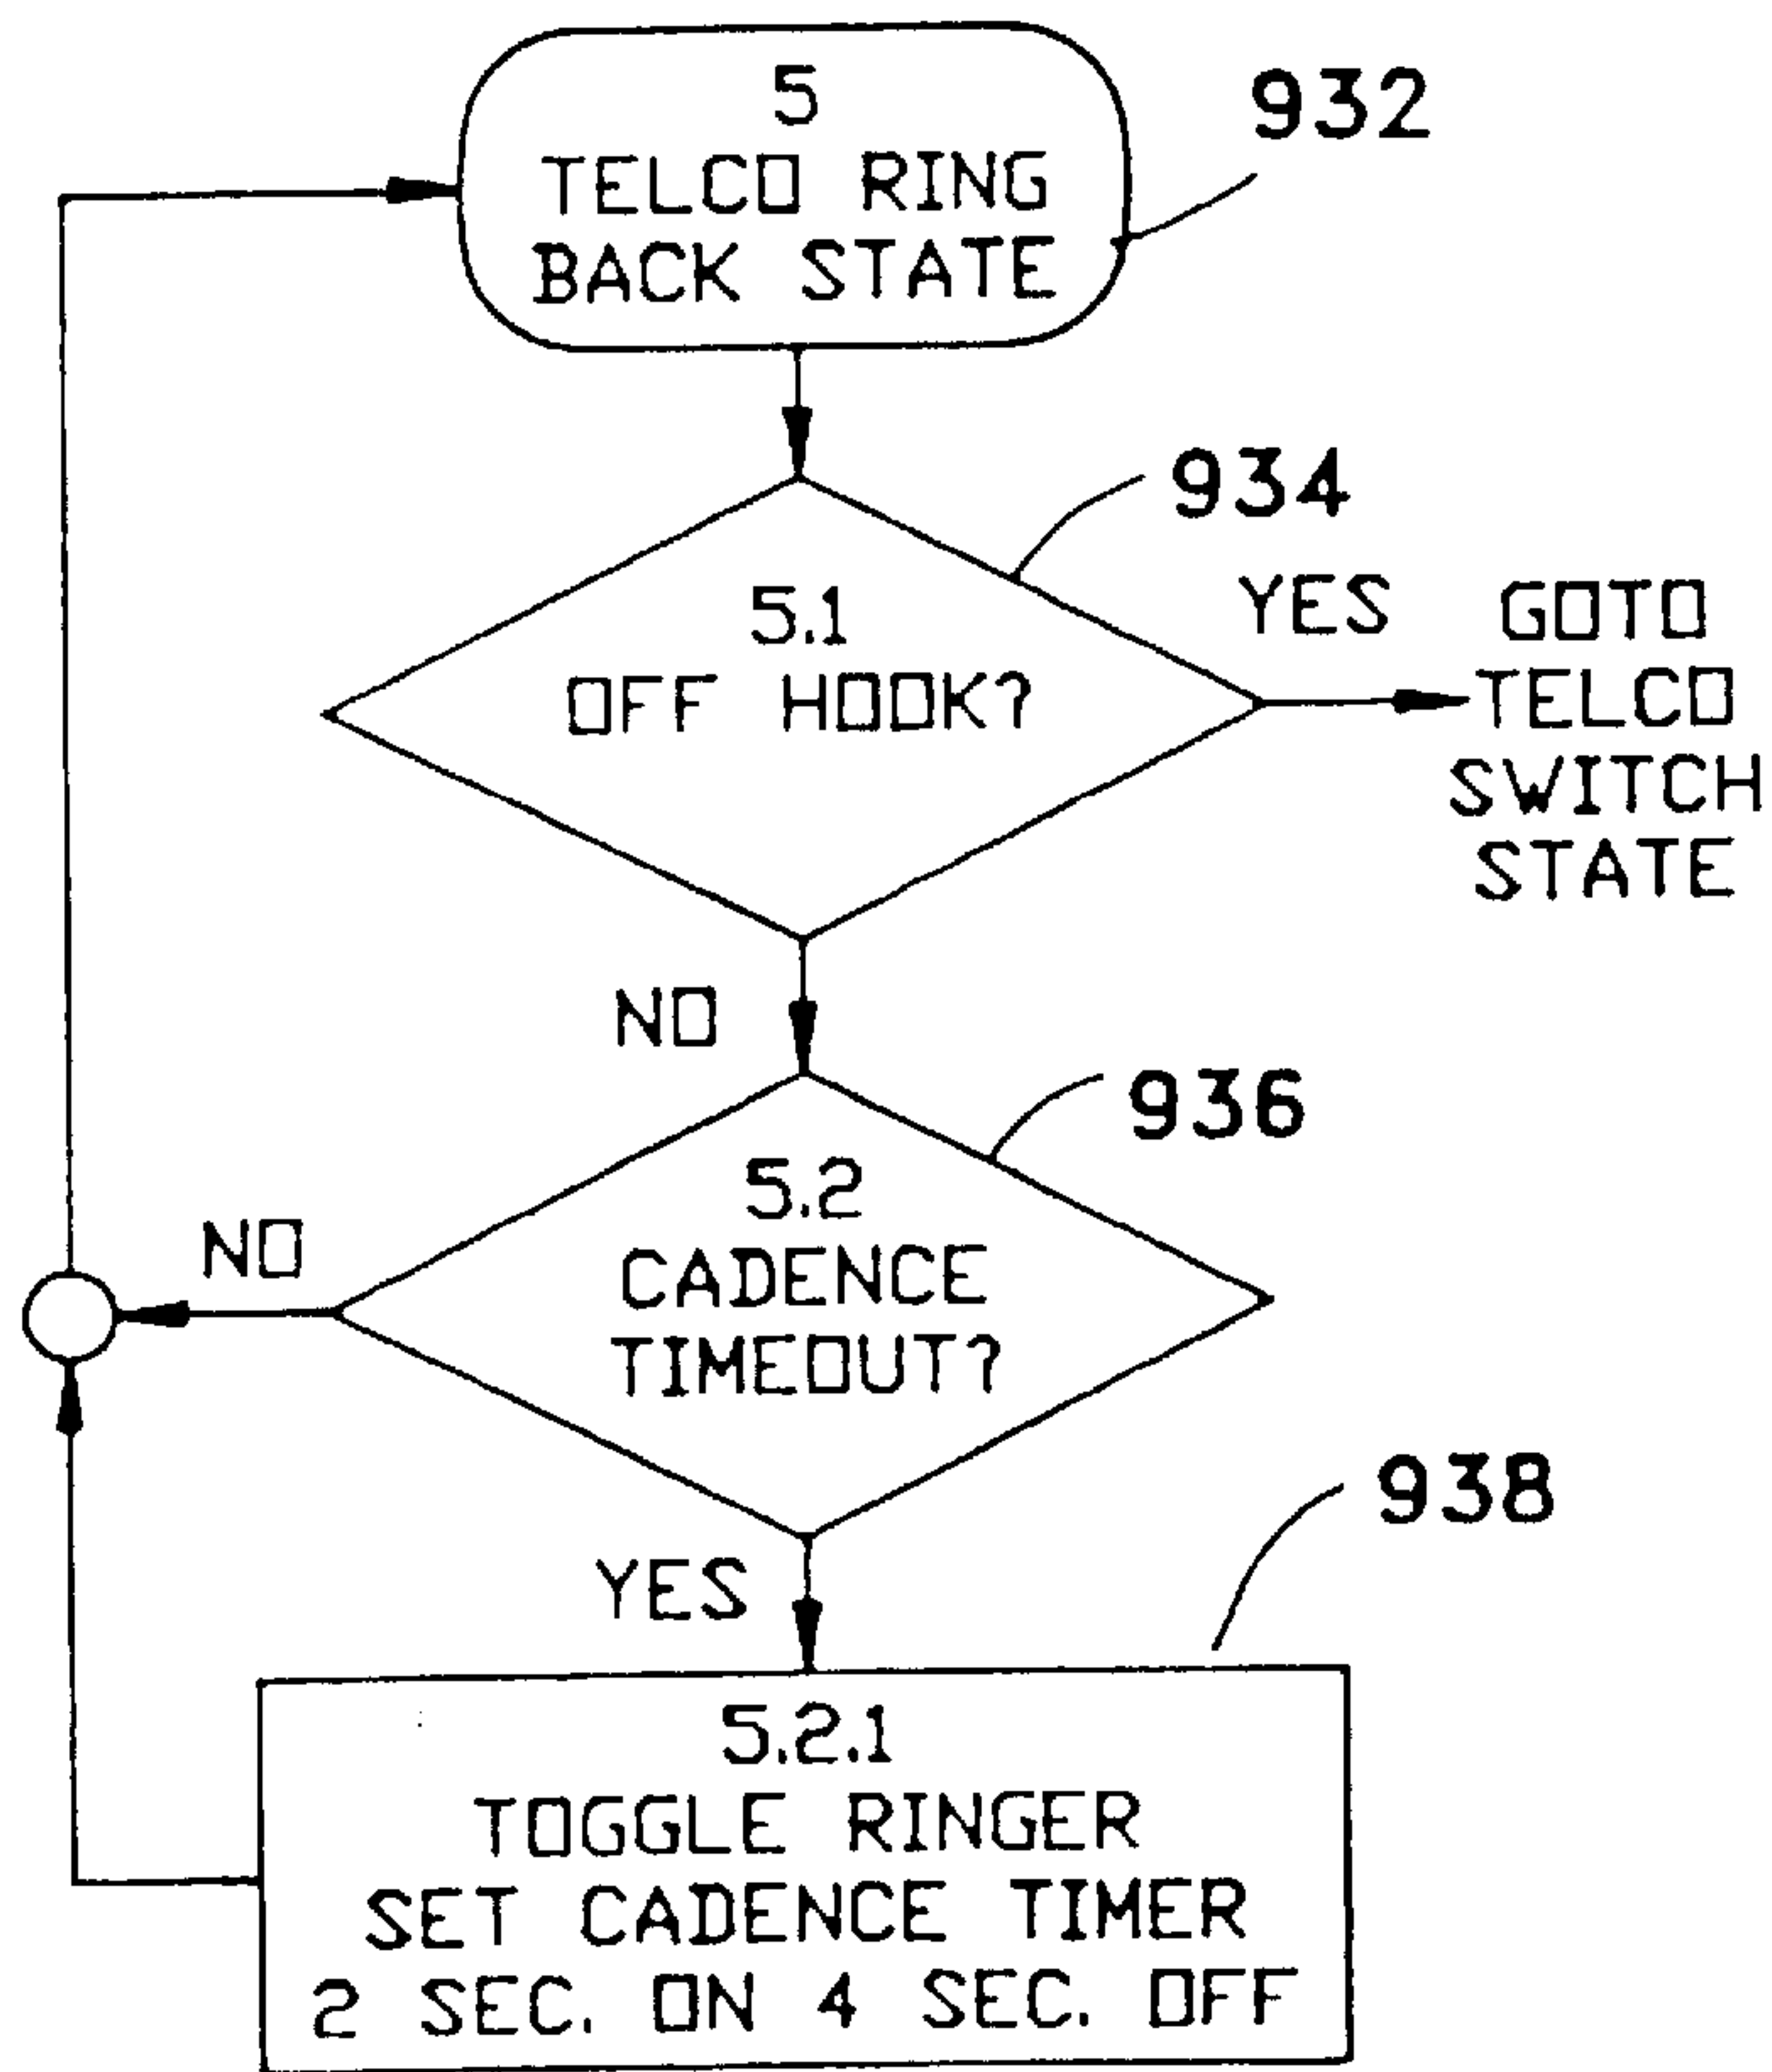 5
TELCO RING
BACK STATE
932
934
5.1
OFF HOOK?
YES
GOTO
TELCO
SWITCH
STATE
NO
936
5.2
CADENCE
TIMEOUT?
NO
YES
938
5.2.1
TOGGLE RINGER
SET CADENCE TIMER
2 SEC. ON 4 SEC. OFF